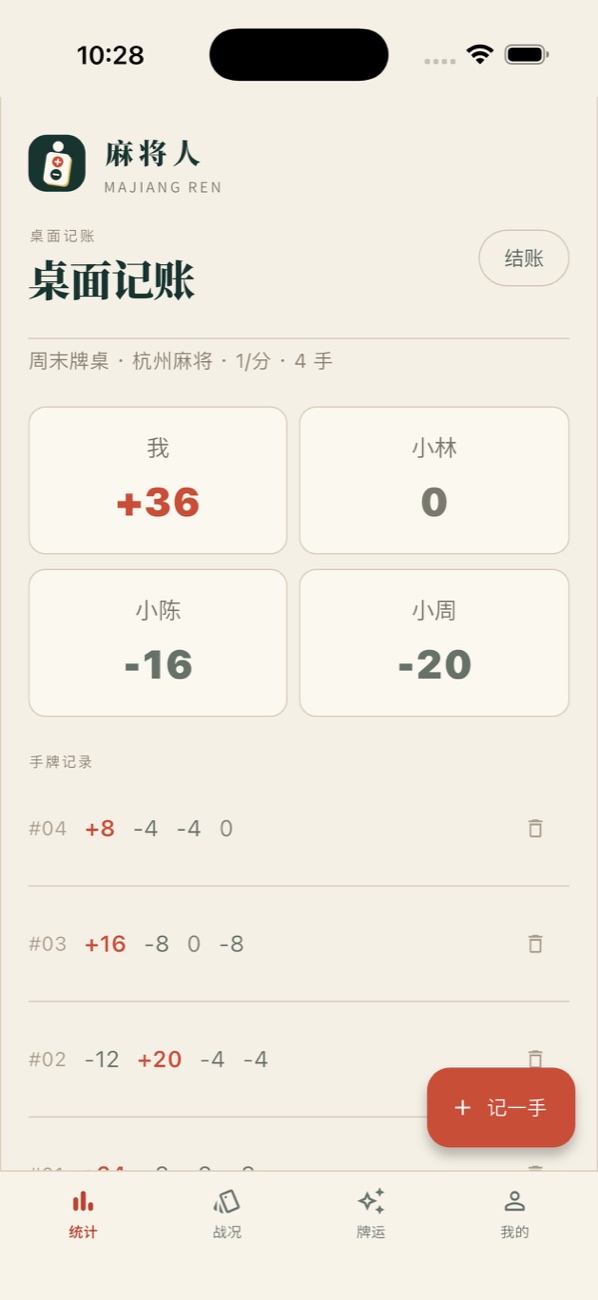 10:28
麻将人
MAJIANG REN
桌面记账
桌面记账
结账
周末牌桌 · 杭州麻将 · 1/分 · 4 手
我
+36
小林
0
小陈
-16
小周
-20
手牌记录
#04 +8 -4 -4 0
#03 +16 -8 0 -8
#02 -12 +20 -4 -4
+ 记一手
统计
战况
牌运
我的